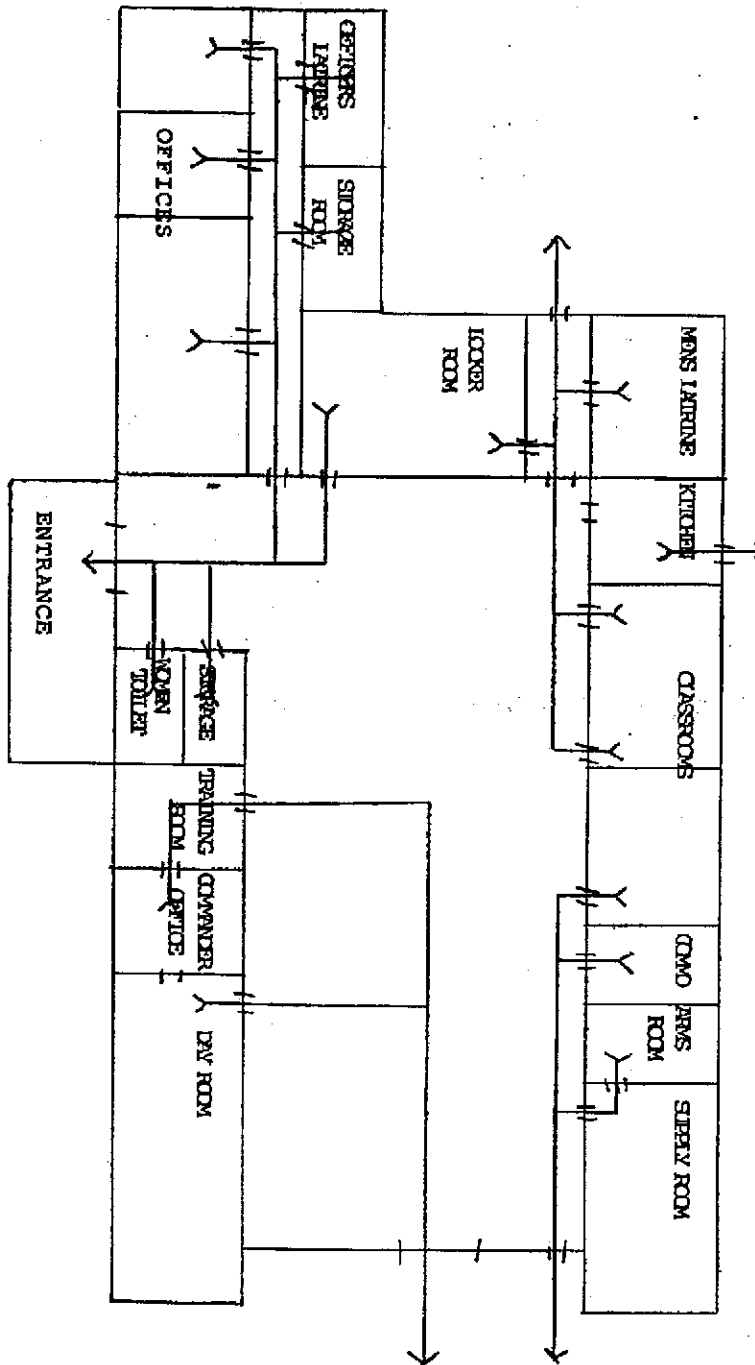 OFFICERS
LATRINE
STORAGE
ROOM
OFFICES
LOCKER
ROOM
MENS LATRINE
KITCHEN
ENTRANCE
WOMEN
TOILET
STORAGE
CLASSROOMS
TRAINING
ROOM
COMMANDER
OFFICE
COMMO
ARMS
ROOM
DAY ROOM
SUPPLY ROOM